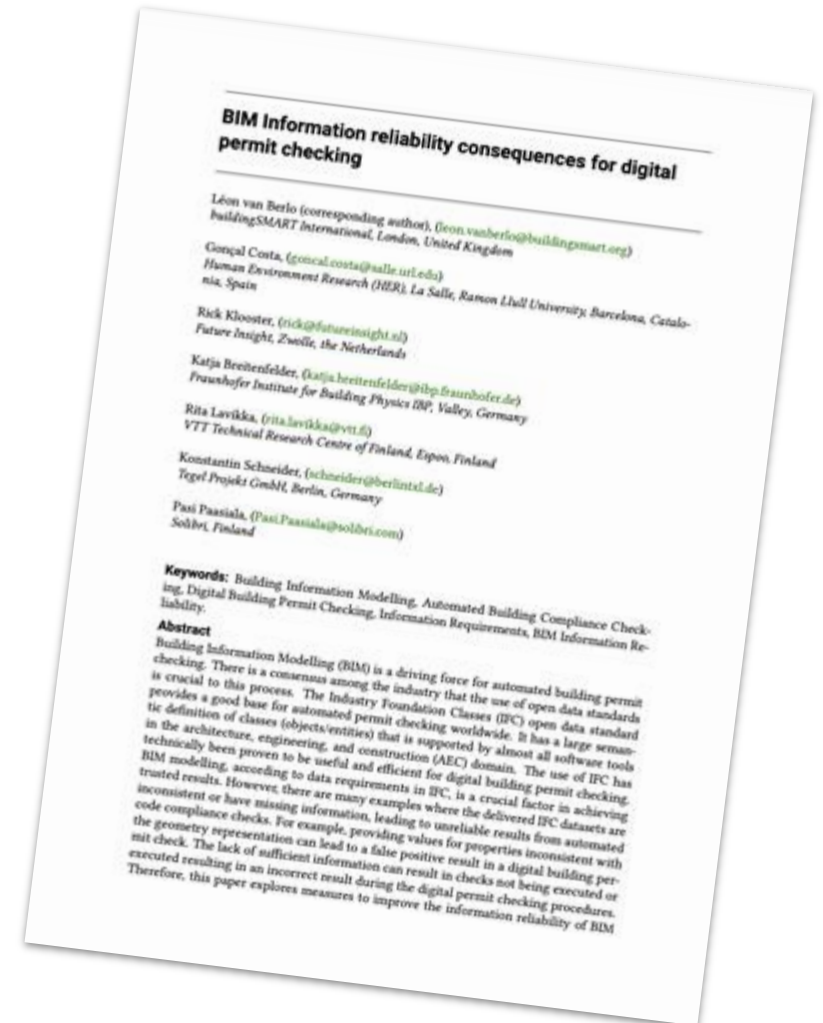 BIM Information reliability consequences for digital
permit checking
Léon van Berlo (corresponding author), (leon.vanberlo@buildingsmart.org)
buildingSMART International, London, United Kingdom
Gonçal Costa, (goncal.costa@salle.url.edu)
Human Environment Research (HER), La Salle, Ramon Llull University, Barcelona, Catalo-
nia, Spain
Rick Klooster, (rick@futureinsight.nl)
Future Insight, Zwolle, the Netherlands
Katja Breitenfelder, (katja.breitenfelder@ibp.fraunhofer.de)
Fraunhofer Institute for Building Physics IBP, Valley, Germany
Rita Lavikka, (rita.lavikka@vtt.fi)
VTT Technical Research Centre of Finland, Espoo, Finland
Konstantin Schneider, (schneider@berlintxl.de)
Tegel Projekt GmbH, Berlin, Germany
Pasi Paasiala, (Pasi.Paasiala@solibri.com)
Solibri, Finland
Keywords: Building Information Modelling, Automated Building Compliance Check-
ing, Digital Building Permit Checking, Information Requirements, BIM Information Re-
liability.
Abstract
Building Information Modelling (BIM) is a driving force for automated building permit
checking. There is a consensus among the industry that the use of open data standards
is crucial to this process. The Industry Foundation Classes (IFC) open data standard
provides a good base for automated permit checking worldwide. It has a large seman-
tic definition of classes (objects/entities) that is supported by almost all software tools
in the architecture, engineering, and construction (AEC) domain. The use of IFC has
technically been proven to be useful and efficient for digital building permit checking.
BIM modelling, according to data requirements in IFC, is a crucial factor in achieving
trusted results. However, there are many examples where the delivered IFC datasets are
inconsistent or have missing information, leading to unreliable results from automated
code compliance checks. For example, providing values for properties inconsistent with
the geometry representation can lead to a false positive result in a digital building per-
mit check. The lack of sufficient information can result in checks not being executed or
executed resulting in an incorrect result during the digital permit checking procedures.
Therefore, this paper explores measures to improve the information reliability of BIM